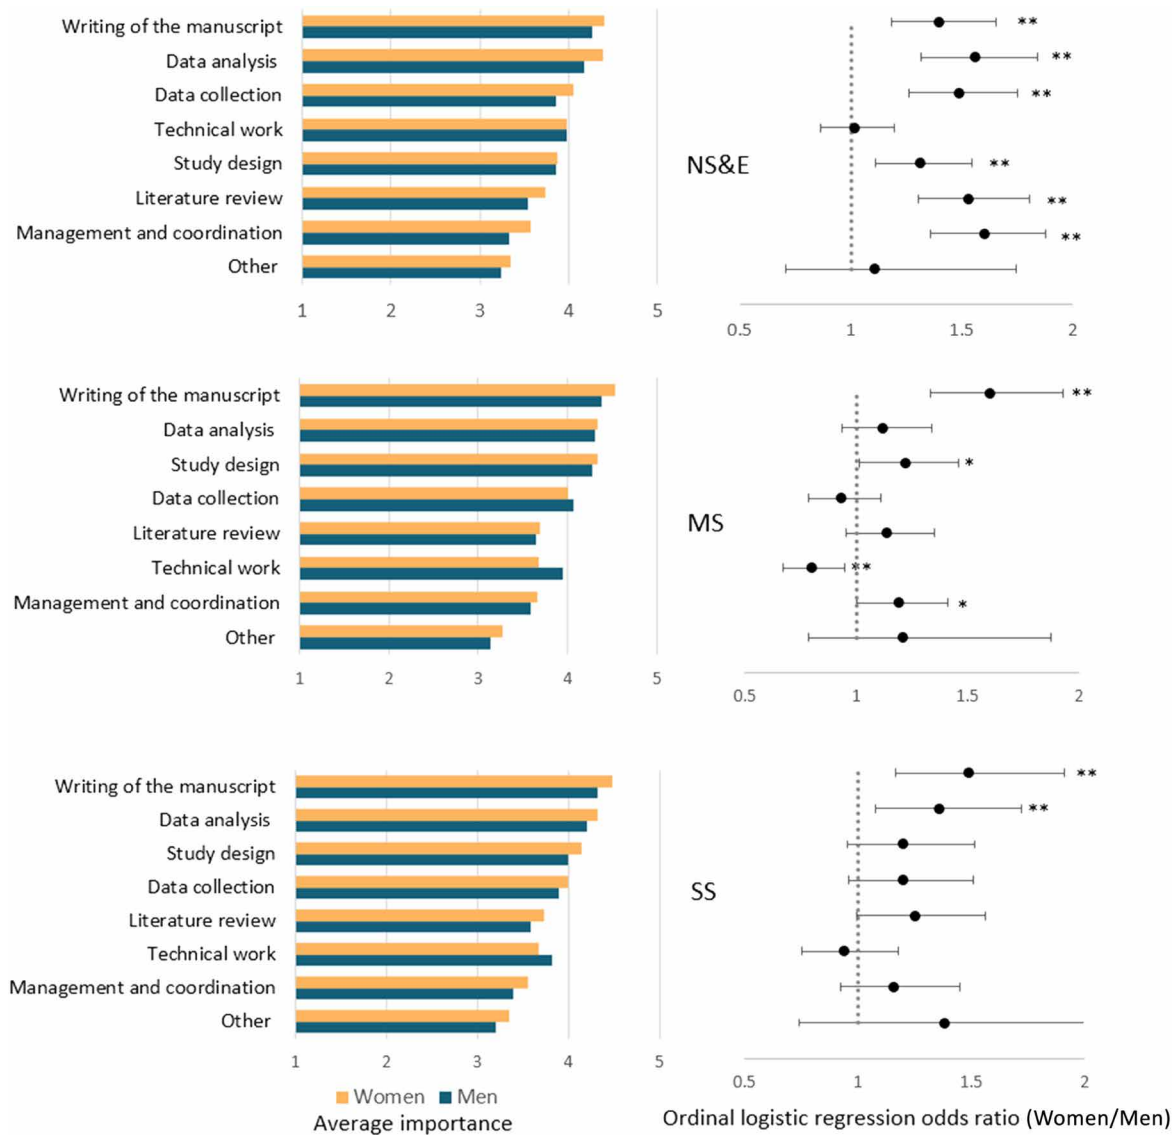 Writing of the manuscript **
Data analysis **
Data collection **
Technical work
Study design NS&E **
Literature review **
Management and coordination **
Other
1 2 3 4 5 0.5 1 1.5 2
Writing of the manuscript **
Data analysis
Study design *
Data collection
Literature review MS
Technical work **
Management and coordination *
Other
1 2 3 4 5 0.5 1 1.5 2
Writing of the manuscript **
Data analysis **
Study design
Data collection SS
Literature review
Technical work
Management and coordination
Other
1 2 3 4 5 0.5 1 1.5 2
Women Men
Average importance Ordinal logistic regression odds ratio (Women/Men)